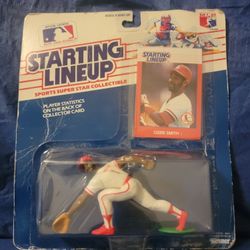 STARTING
LINEUP
SPORTS SUPER STAR COLLECTIBLE
PLAYER STATISTICS
ON THE BACK OF
COLLECTOR CARD.
STARTING
LINEUP
OZZIE SMITH